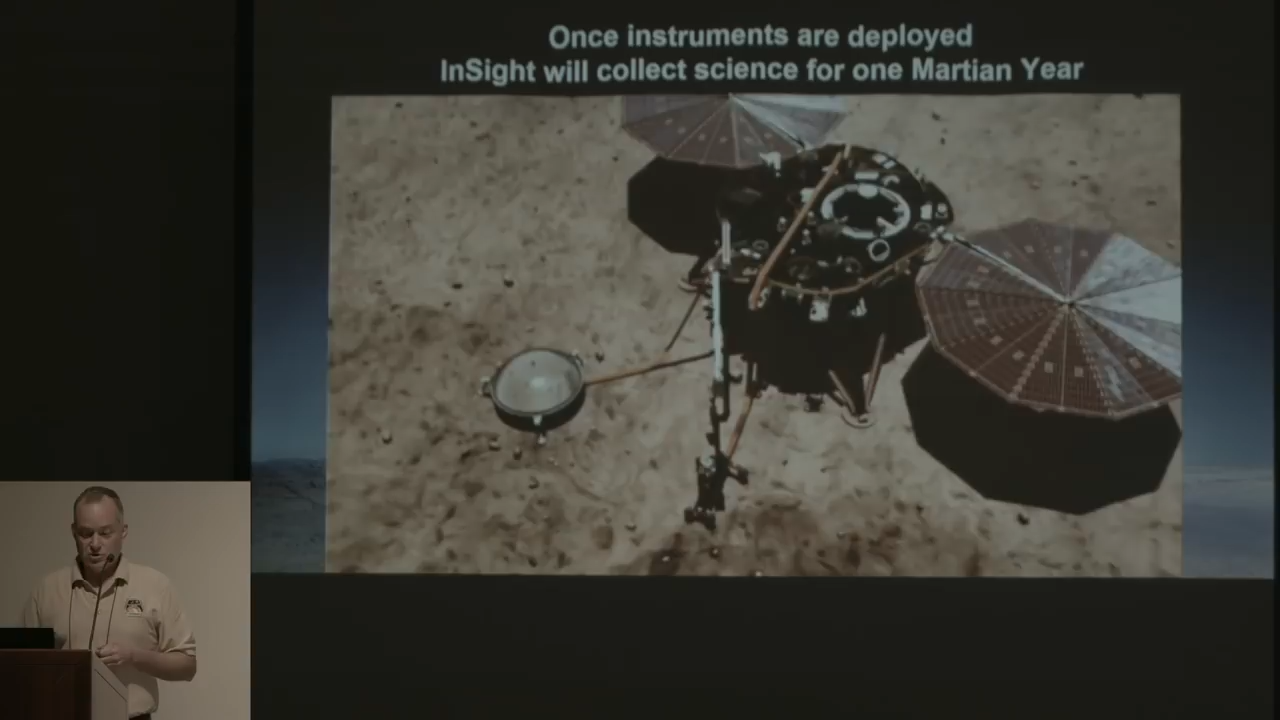 Once instruments are deployed
InSight will collect science for one Martian Year